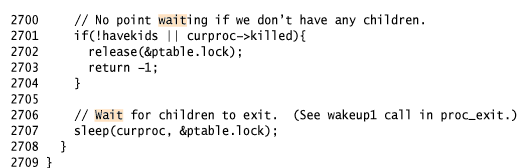 2700     // No point waiting if we don't have any children.
2701     if(!havekids || curproc->killed){
2702       release(&ptable.lock);
2703       return -1;
2704     }
2705
2706     // Wait for children to exit.  (See wakeup1 call in proc_exit.)
2707     sleep(curproc, &ptable.lock);
2708   }
2709 }